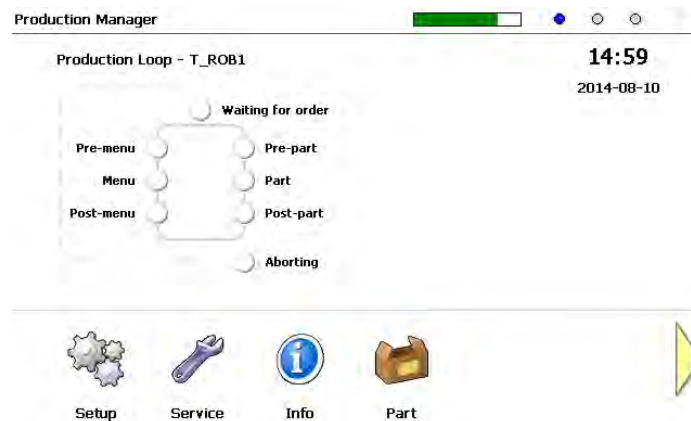 Production Manager
Production Loop - T_ROB1
14:59
2014-08-10
Waiting for order
Pre-menu
Pre-part
Menu
Part
Post-menu
Post-part
Aborting
Setup
Service
Info
Part